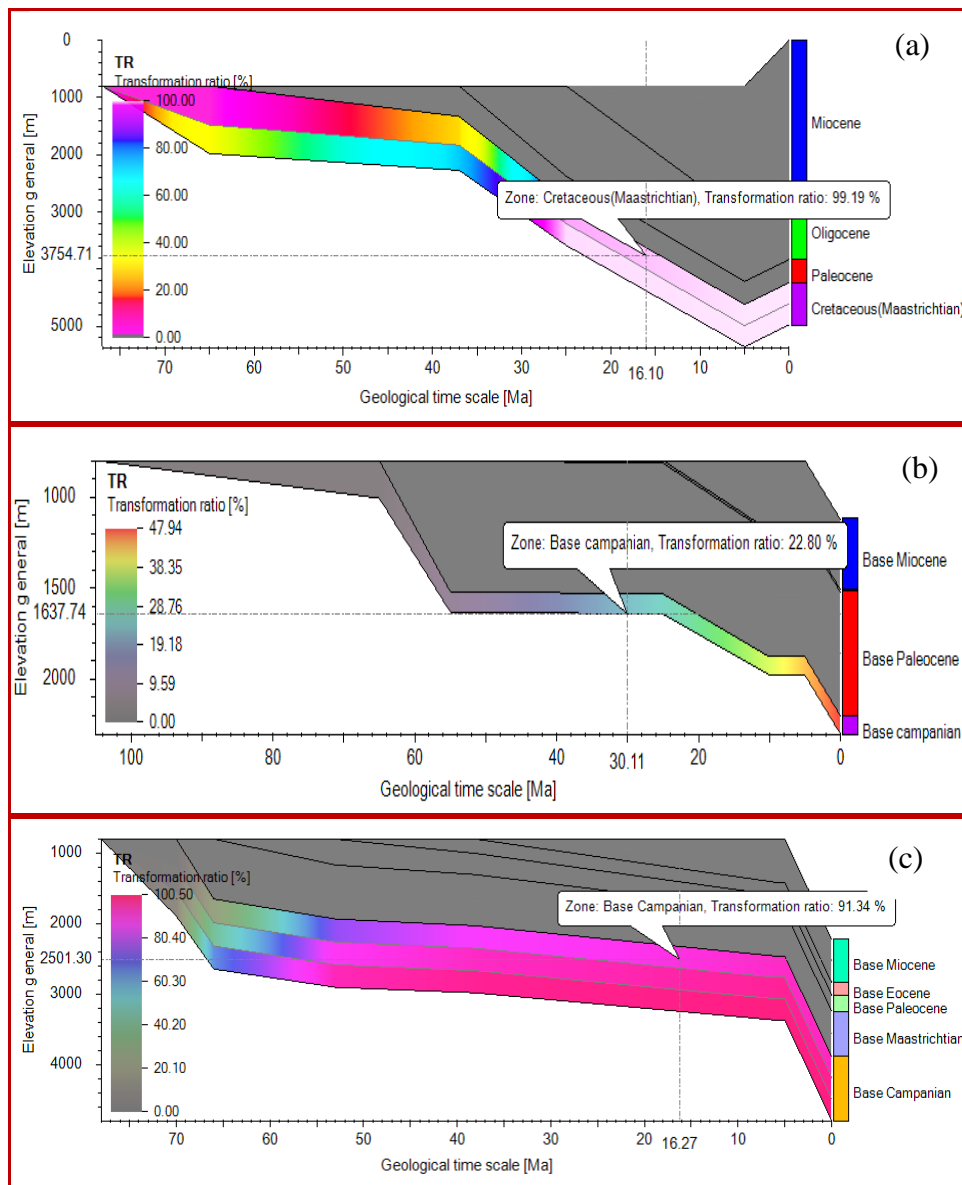 (a)
TR
Transformation ratio [%]
100.00
80.00
60.00
40.00
20.00
0.00
Elevation general [m]
0
1000
2000
3000
3754.71
5000
Zone: Cretaceous(Maastrichtian), Transformation ratio: 99.19 %
Miocene
Oligocene
Paleocene
Cretaceous(Maastrichtian)
70 60 50 40 30 20 16.10 10 0
Geological time scale [Ma]
(b)
TR
Transformation ratio [%]
47.94
38.35
28.76
19.18
9.59
0.00
Elevation general [m]
1000
1500
1637.74
2000
Zone: Base campanian, Transformation ratio: 22.80 %
Base Miocene
Base Paleocene
Base campanian
100 80 60 40 30.11 20 0
Geological time scale [Ma]
(c)
TR
Transformation ratio [%]
100.50
80.40
60.30
40.20
20.10
0.00
Elevation general [m]
1000
2000
2501.30
3000
4000
Zone: Base Campanian, Transformation ratio: 91.34 %
Base Miocene
Base Eocene
Base Paleocene
Base Maastrichtian
Base Campanian
70 60 50 40 30 20 16.27 10 0
Geological time scale [Ma]